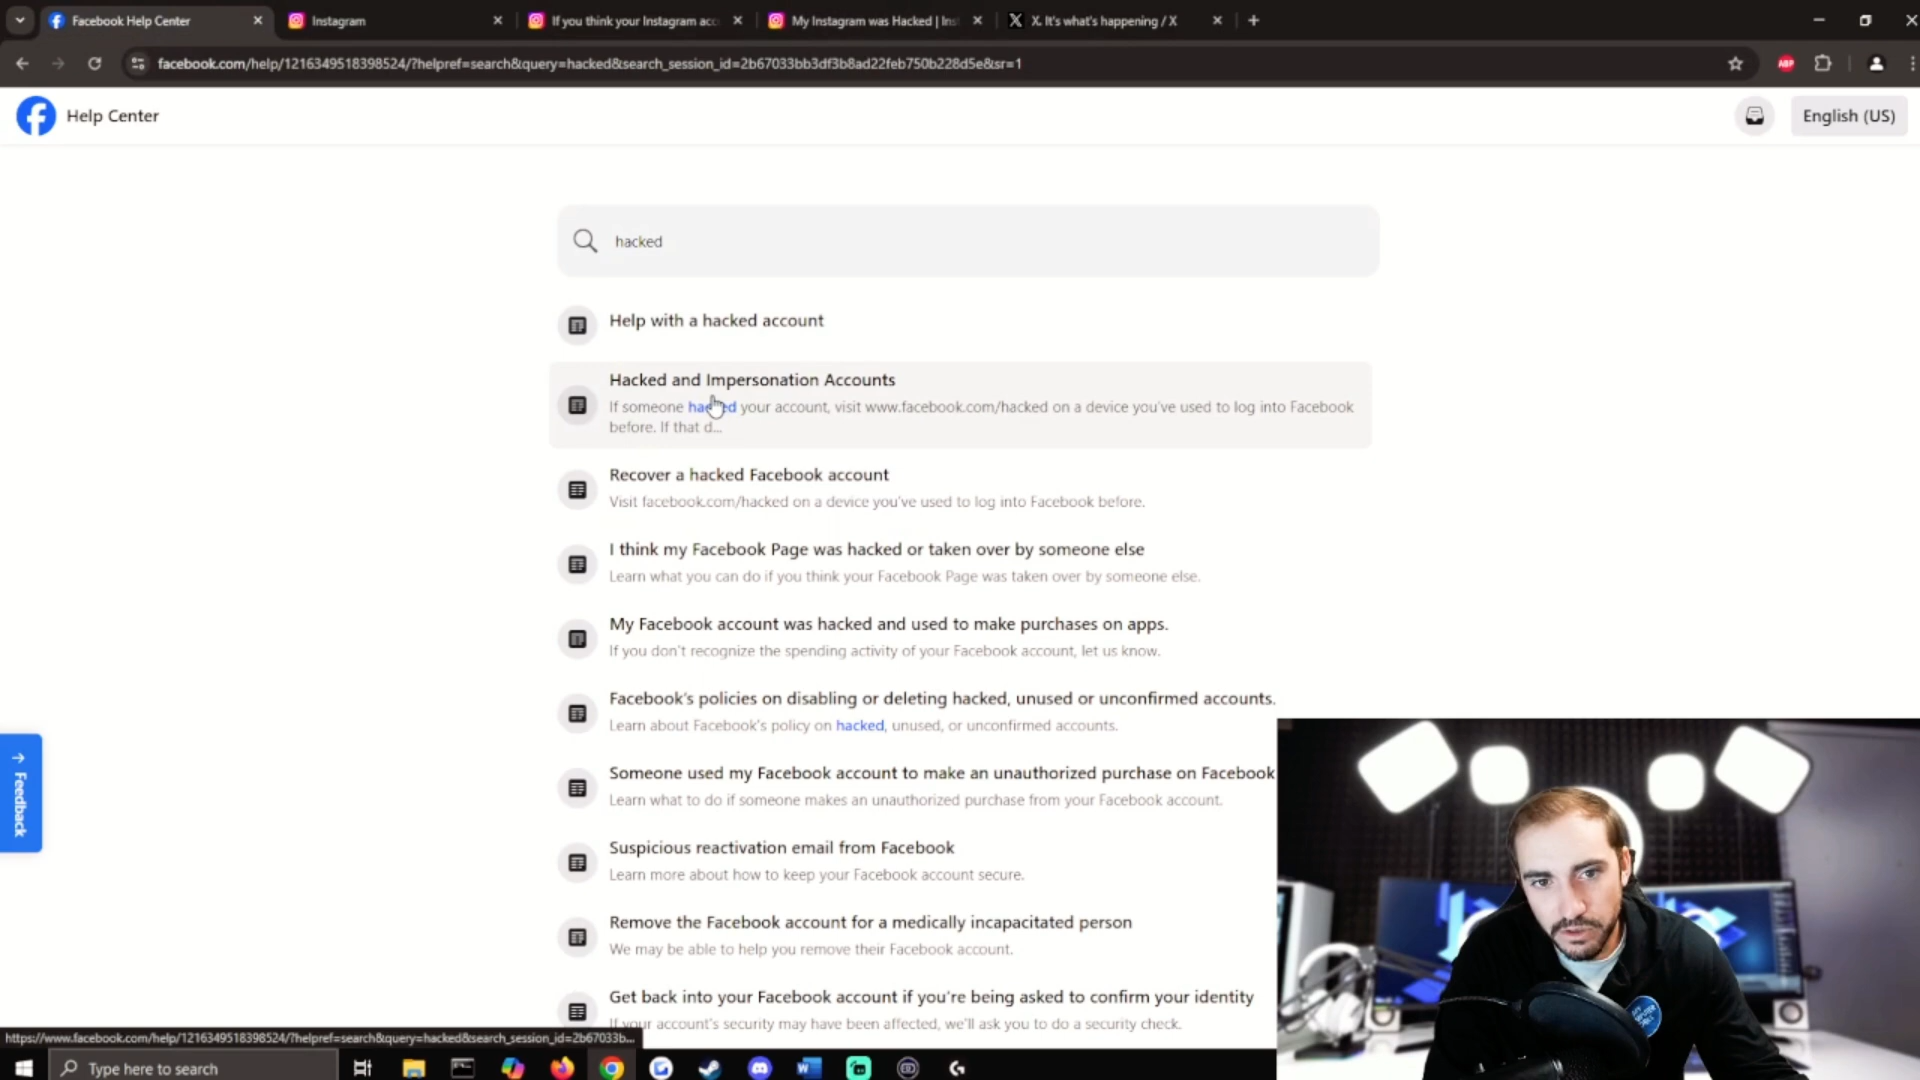 Facebook Help Center
Instagram
If you think your Instagram acc
My Instagram was Hacked | Ins
X. It's what's happening / X
facebook.com/help/1216349518398524/?helpref=search&query=hacked&search_session_id=2b67033bb3df3b8ad22feb750b228d5e&sr=1
ABP
Help Center
English (US)
hacked
Help with a hacked account
Hacked and Impersonation Accounts
If someone hacked your account, visit www.facebook.com/hacked on a device you've used to log into Facebook
before. If that d...
Recover a hacked Facebook account
Visit facebook.com/hacked on a device you've used to log into Facebook before.
I think my Facebook Page was hacked or taken over by someone else
Learn what you can do if you think your Facebook Page was taken over by someone else.
My Facebook account was hacked and used to make purchases on apps.
If you don't recognize the spending activity of your Facebook account, let us know.
Facebook's policies on disabling or deleting hacked, unused or unconfirmed accounts.
Learn about Facebook's policy on hacked, unused, or unconfirmed accounts.
Someone used my Facebook account to make an unauthorized purchase on Facebook
Learn what to do if someone makes an unauthorized purchase from your Facebook account.
Feedback
Suspicious reactivation email from Facebook
Learn more about how to keep your Facebook account secure.
Remove the Facebook account for a medically incapacitated person
We may be able to help you remove their Facebook account.
Get back into your Facebook account if you're being asked to confirm your identity
If your account's security may have been affected, we'll ask you to do a security check.
https://www.facebook.com/help/1216349518398524/?helpref=search&query=hacked&search_session_id=2b67033b...
Type here to search